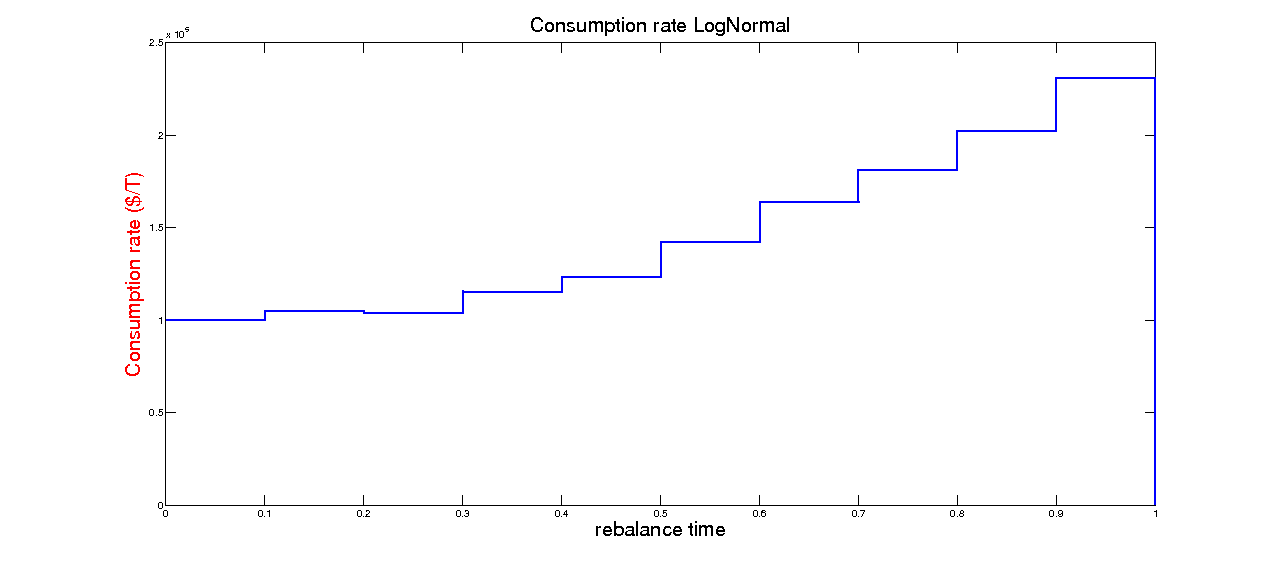 Consumption rate LogNormal
x 10^5
2.5
2
1.5
1
0.5
0
Consumption rate ($/T)
0 0.1 0.2 0.3 0.4 0.5 0.6 0.7 0.8 0.9 1
rebalance time